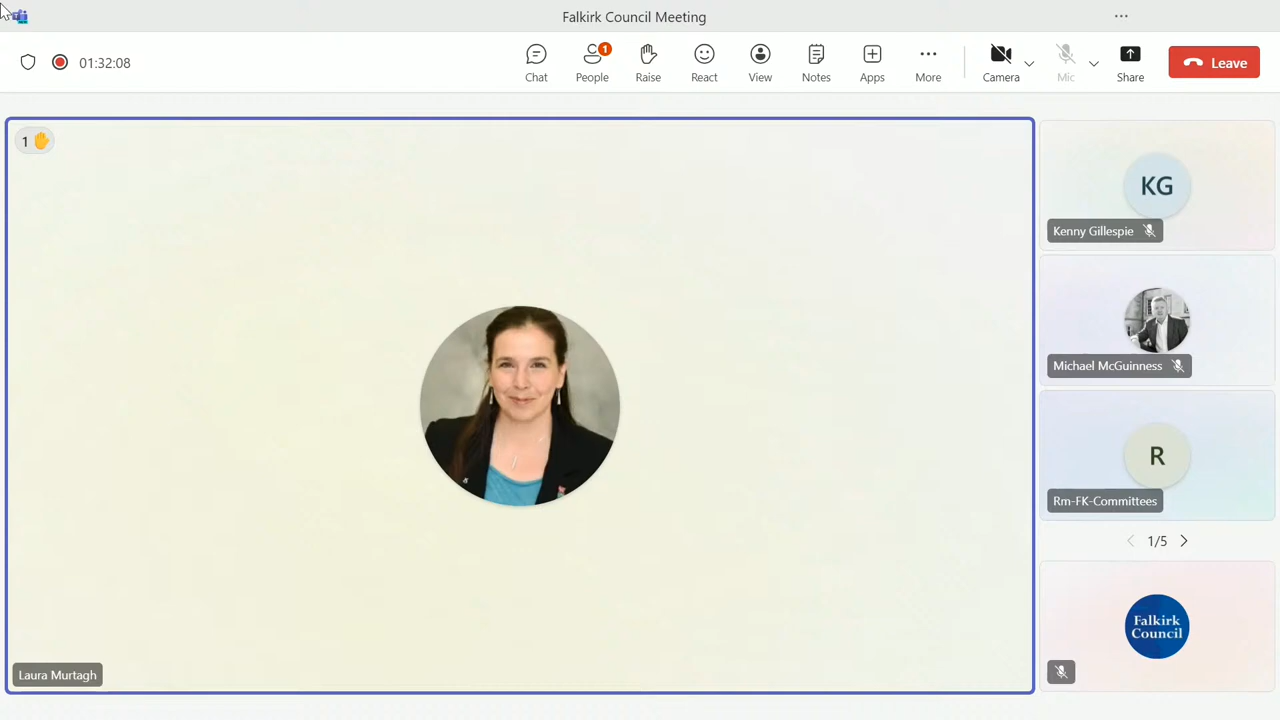 Falkirk Council Meeting
01:32:08
Chat
People
1
Raise
React
View
Notes
Apps
More
Camera
Mic
Share
Leave
1
Laura Murtagh
KG
Kenny Gillespie
Michael McGuinness
R
Rm-FK-Committees
1/5
Falkirk
Council